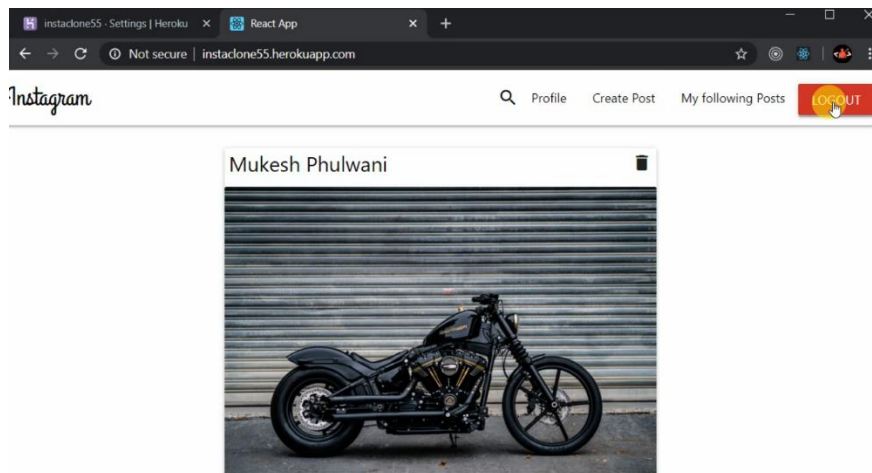 instaclone55 · Settings | Heroku
React App
Not secure
instaclone55.herokuapp.com
Instagram
Profile
Create Post
My following Posts
LOGOUT
Mukesh Phulwani